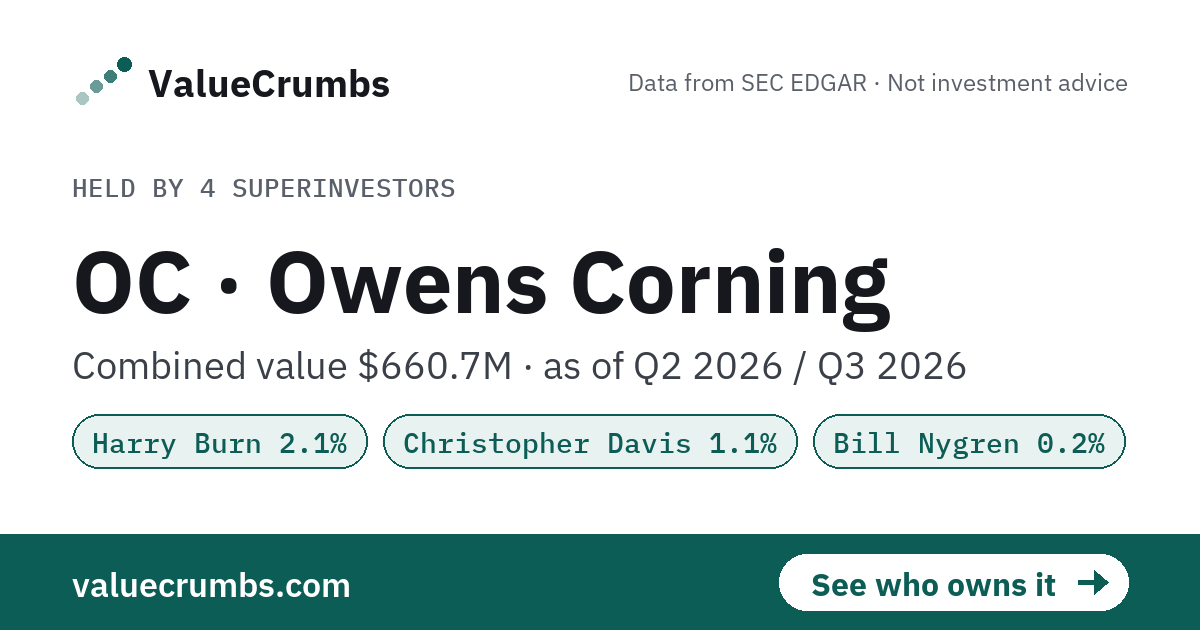 ValueCrumbs
Data from SEC EDGAR · Not investment advice
HELD BY 4 SUPERINVESTORS
OC · Owens Corning
Combined value $660.7M · as of Q2 2026 / Q3 2026
Harry Burn 2.1% Christopher Davis 1.1% Bill Nygren 0.2%
valuecrumbs.com
See who owns it →